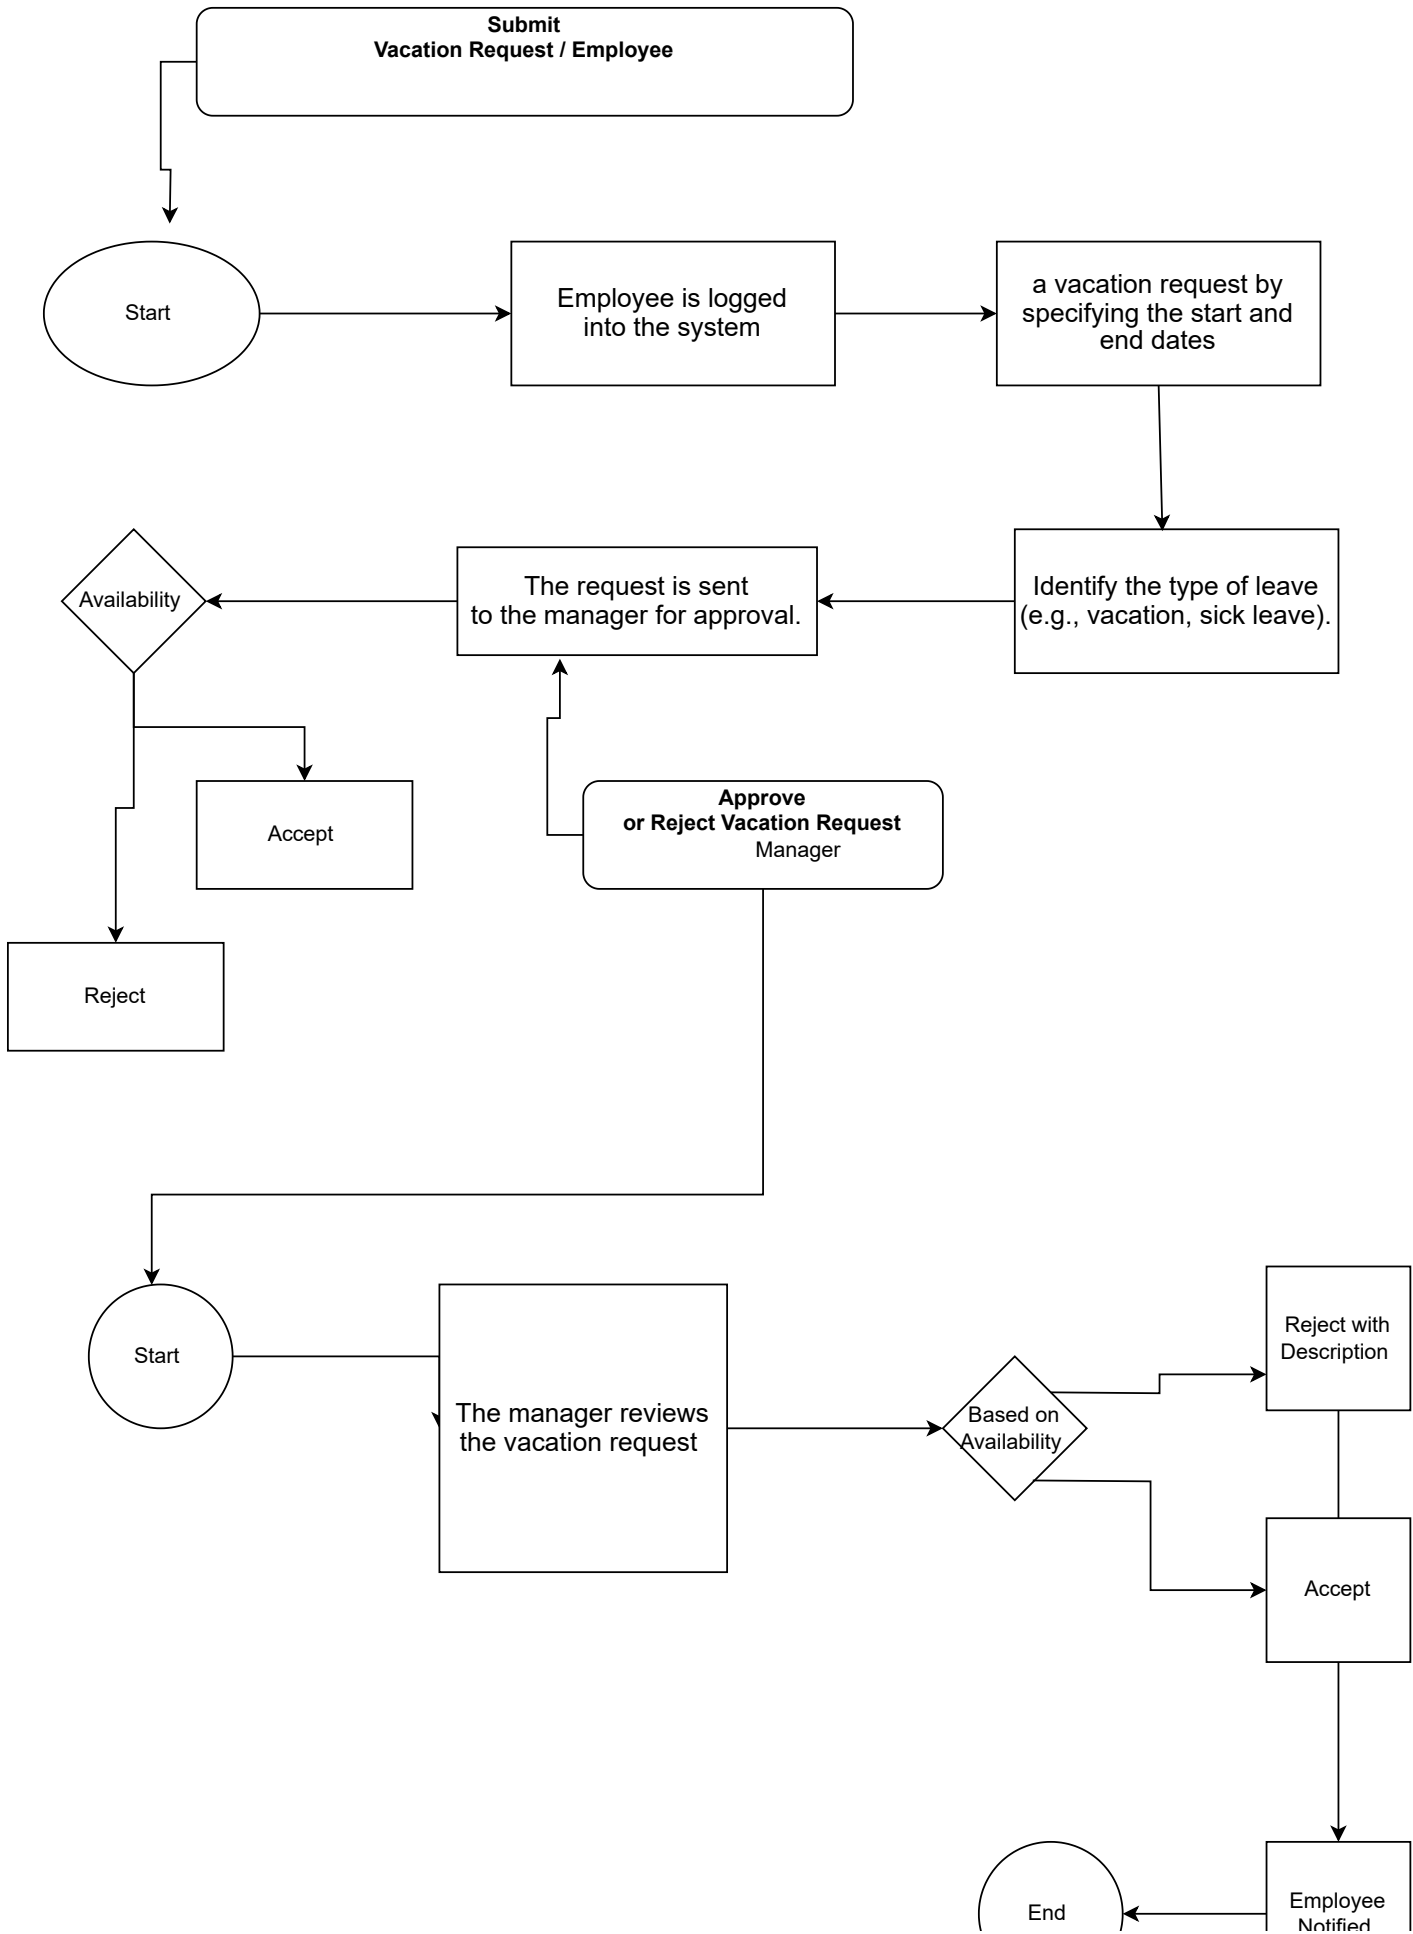 Submit
Vacation Request / Employee
Start
Employee is logged
into the system
a vacation request by
specifying the start and
end dates
Availability
The request is sent
to the manager for approval.
Identify the type of leave
(e.g., vacation, sick leave).
Accept
Approve
or Reject Vacation Request
Manager
Reject
Start
The manager reviews
the vacation request
Based on
Availability
Reject with
Description
Accept
End
Employee
Notified